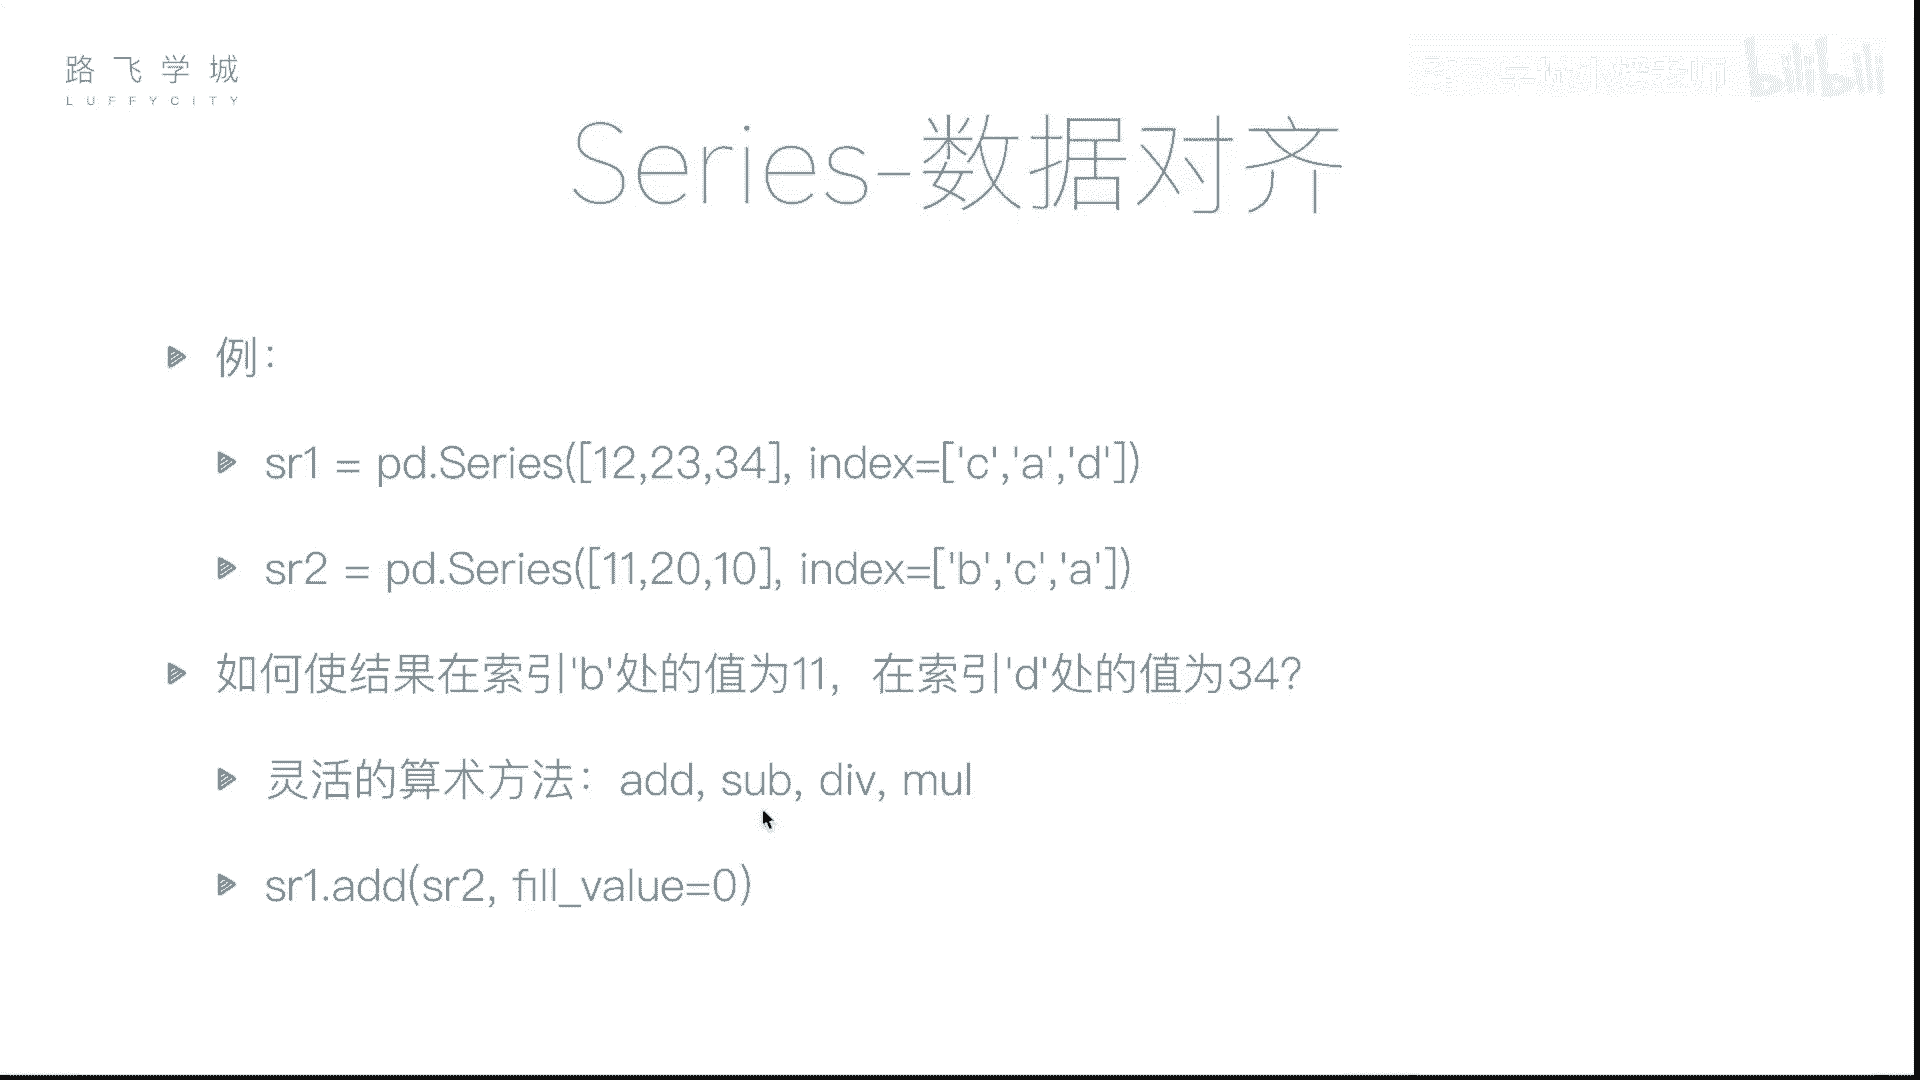 路飞学城
LUFFYCITY
bilibili
Series-数据对齐
例：
sr1 = pd.Series([12,23,34], index=['c','a','d'])
sr2 = pd.Series([11,20,10], index=['b','c','a'])
如何使结果在索引'b'处的值为11，在索引'd'处的值为34？
灵活的算术方法：add, sub, div, mul
sr1.add(sr2, fill_value=0)